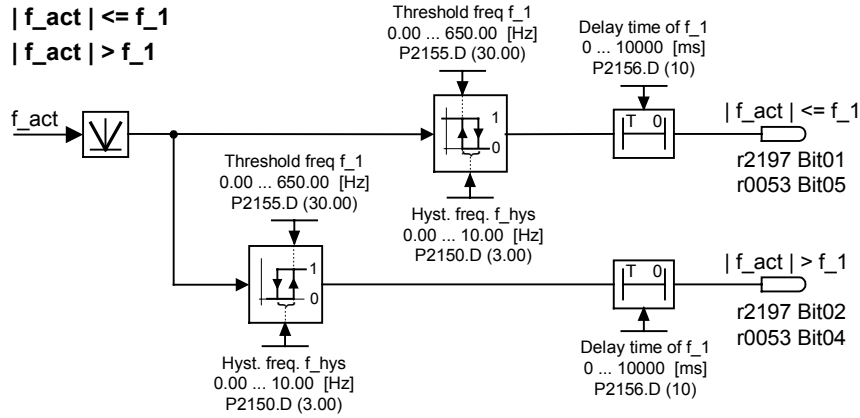 | f_act | <= f_1
| f_act | > f_1
Threshold freq f_1
0.00 ... 650.00 [Hz]
P2155.D (30.00)
Delay time of f_1
0 ... 10000 [ms]
P2156.D (10)
f_act
1
0
T 0
| f_act | <= f_1
r2197 Bit01
r0053 Bit05
Threshold freq f_1
0.00 ... 650.00 [Hz]
P2155.D (30.00)
Hyst. freq. f_hys
0.00 ... 10.00 [Hz]
P2150.D (3.00)
1
0
T 0
| f_act | > f_1
r2197 Bit02
r0053 Bit04
Hyst. freq. f_hys
0.00 ... 10.00 [Hz]
P2150.D (3.00)
Delay time of f_1
0 ... 10000 [ms]
P2156.D (10)